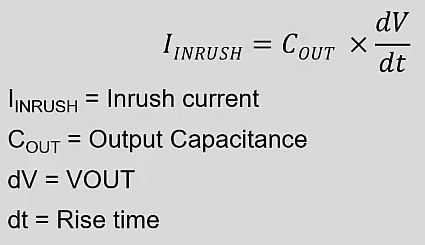 I_INRUSH = C_OUT × dV/dt
I_INRUSH = Inrush current
C_OUT = Output Capacitance
dV = VOUT
dt = Rise time